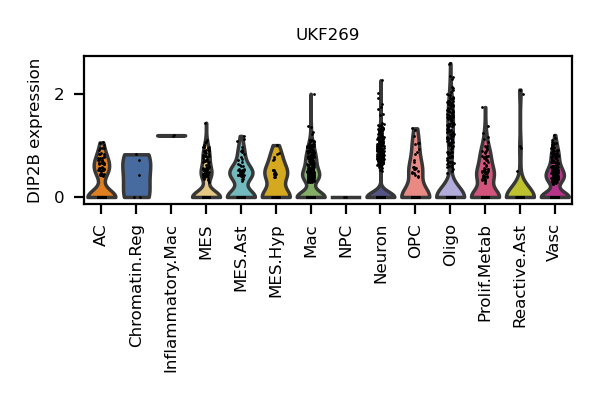 UKF269
DIP2B expression
2
0
AC
Chromatin.Reg
Inflammatory.Mac
MES
MES.Ast
MES.Hyp
Mac
NPC
Neuron
OPC
Oligo
Prolif.Metab
Reactive.Ast
Vasc